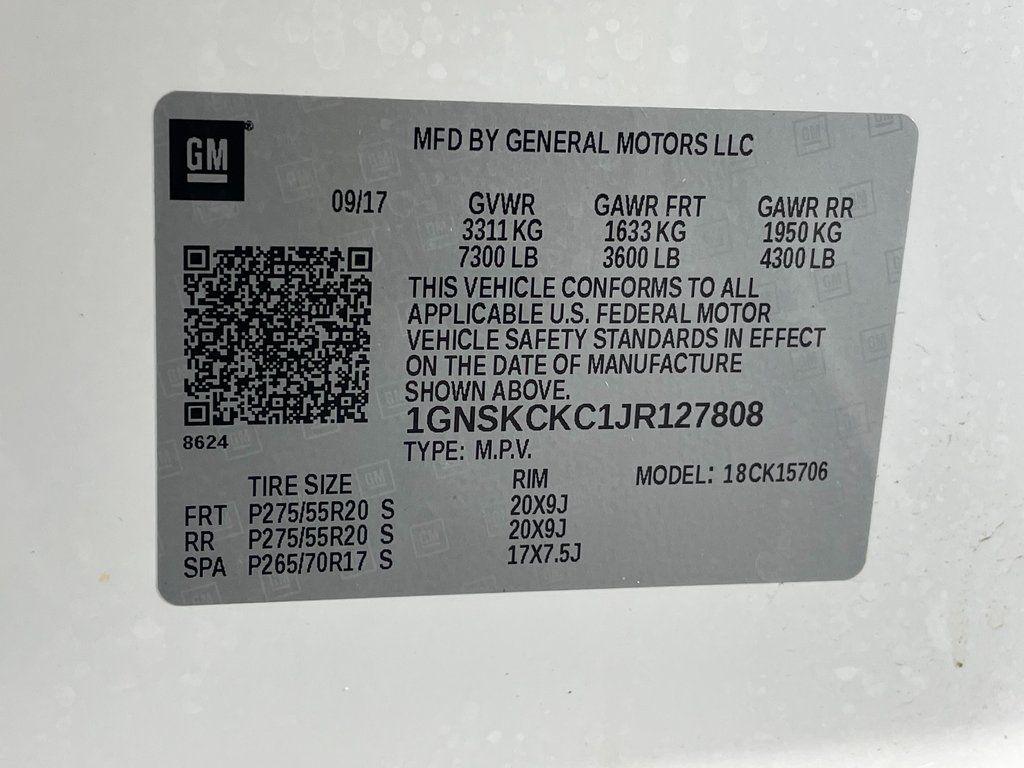 GM®
MFD BY GENERAL MOTORS LLC
09/17 GVWR GAWR FRT GAWR RR
3311 KG 1633 KG 1950 KG
7300 LB 3600 LB 4300 LB
THIS VEHICLE CONFORMS TO ALL
APPLICABLE U.S. FEDERAL MOTOR
VEHICLE SAFETY STANDARDS IN EFFECT
ON THE DATE OF MANUFACTURE
SHOWN ABOVE.
1GNSKCKC1JR127808
8624
TYPE: M.P.V.
MODEL: 18CK15706
TIRE SIZE RIM
FRT P275/55R20 S 20X9J
RR P275/55R20 S 20X9J
SPA P265/70R17 S 17X7.5J